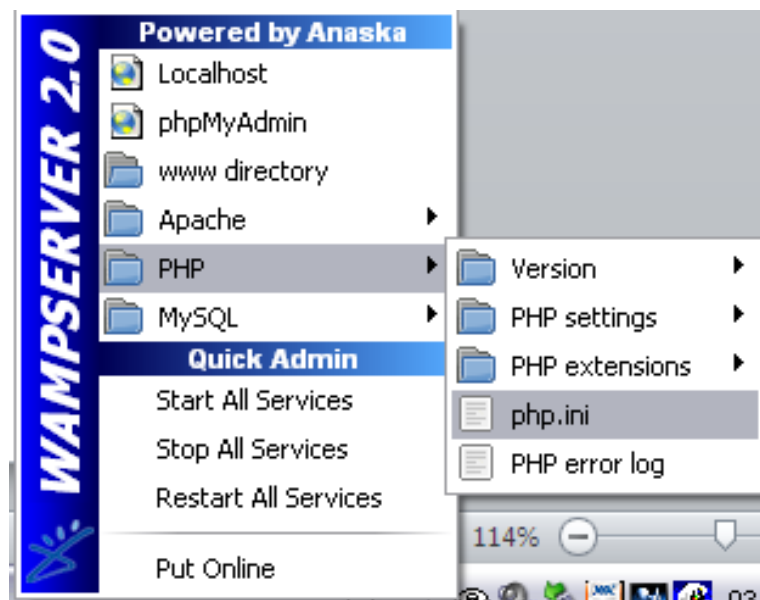 WAMPSERVER 2.0
Powered by Anaska
Localhost
phpMyAdmin
www directory
Apache
PHP
MySQL
Quick Admin
Start All Services
Stop All Services
Restart All Services
Put Online
Version
PHP settings
PHP extensions
php.ini
PHP error log
114%